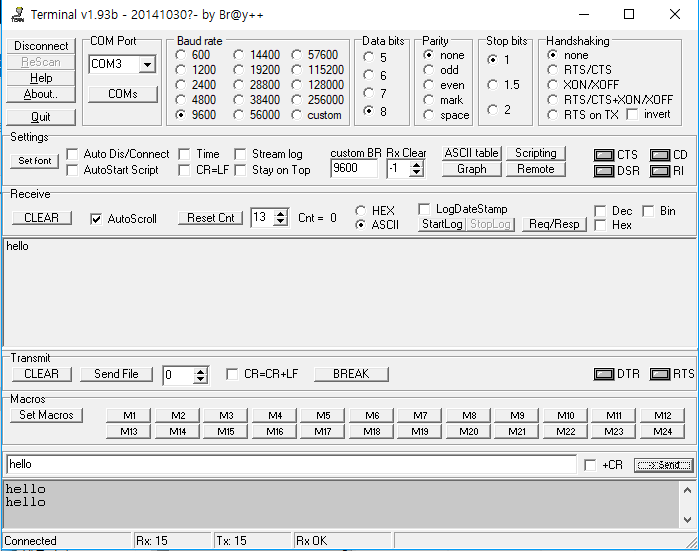 Terminal v1.93b - 20141030?- by Br@y++
Disconnect
ReScan
Help
About..
Quit
COM Port
COM3
COMs
Baud rate
600 14400 57600
1200 19200 115200
2400 28800 128000
4800 38400 256000
9600 56000 custom
Data bits
5
6
7
8
Parity
none
odd
even
mark
space
Stop bits
1
1.5
2
Handshaking
none
RTS/CTS
XON/XOFF
RTS/CTS+XON/XOFF
RTS on TX invert
Settings
Set font
Auto Dis/Connect Time Stream log
AutoStart Script CR=LF Stay on Top
custom BR Rx Clear
9600 -1
ASCII table Scripting
Graph Remote
CTS CD
DSR RI
Receive
CLEAR AutoScroll Reset Cnt 13 Cnt = 0
HEX
ASCII
LogDateStamp
StartLog StopLog Req/Resp
Dec Bin
Hex
hello
Transmit
CLEAR Send File 0 CR=CR+LF BREAK DTR RTS
Macros
Set Macros
M1 M2 M3 M4 M5 M6 M7 M8 M9 M10 M11 M12
M13 M14 M15 M16 M17 M18 M19 M20 M21 M22 M23 M24
hello +CR -> Send
hello
hello
Connected Rx: 15 Tx: 15 Rx OK